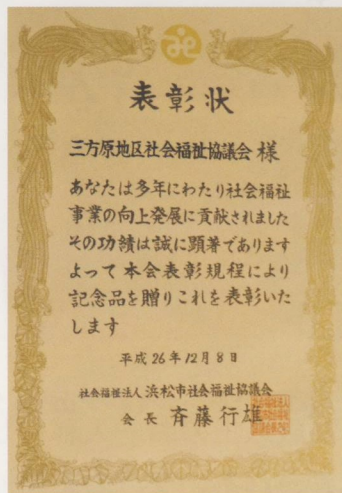 表彰状
三方原地区社会福祉協議会 様
あなたは多年にわたり社会福祉
事業の向上発展に貢献されました
その功績は誠に顕著であります
よって本会表彰規程により
記念品を贈りこれを表彰いた
します
平成26年12月8日
社会福祉法人 浜松市社会福祉協議会
会長 斉藤行雄